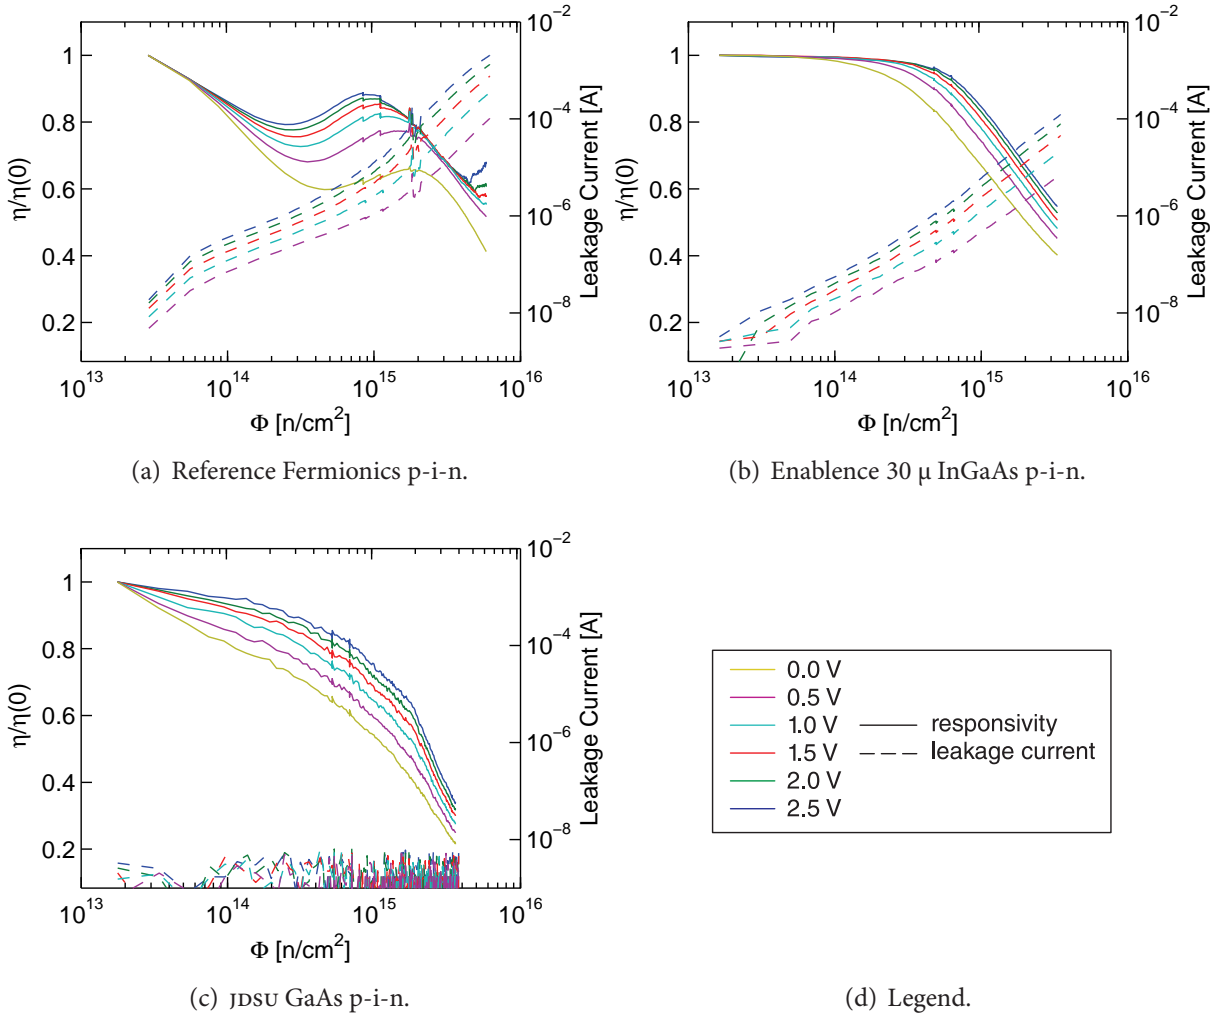 1
0.8
0.6
0.4
0.2
η/η(0)
10^-2
10^-4
10^-6
10^-8
Leakage Current [A]
10^13 10^14 10^15 10^16
Φ [n/cm^2]
(a) Reference Fermionics p-i-n.
1
0.8
0.6
0.4
0.2
η/η(0)
10^-2
10^-4
10^-6
10^-8
Leakage Current [A]
10^13 10^14 10^15 10^16
Φ [n/cm^2]
(b) Enablence 30 µ InGaAs p-i-n.
1
0.8
0.6
0.4
0.2
η/η(0)
10^-2
10^-4
10^-6
10^-8
Leakage Current [A]
10^13 10^14 10^15 10^16
Φ [n/cm^2]
(c) JDSU GaAs p-i-n.
0.0 V
0.5 V
1.0 V
1.5 V
2.0 V
2.5 V
responsivity
leakage current
(d) Legend.